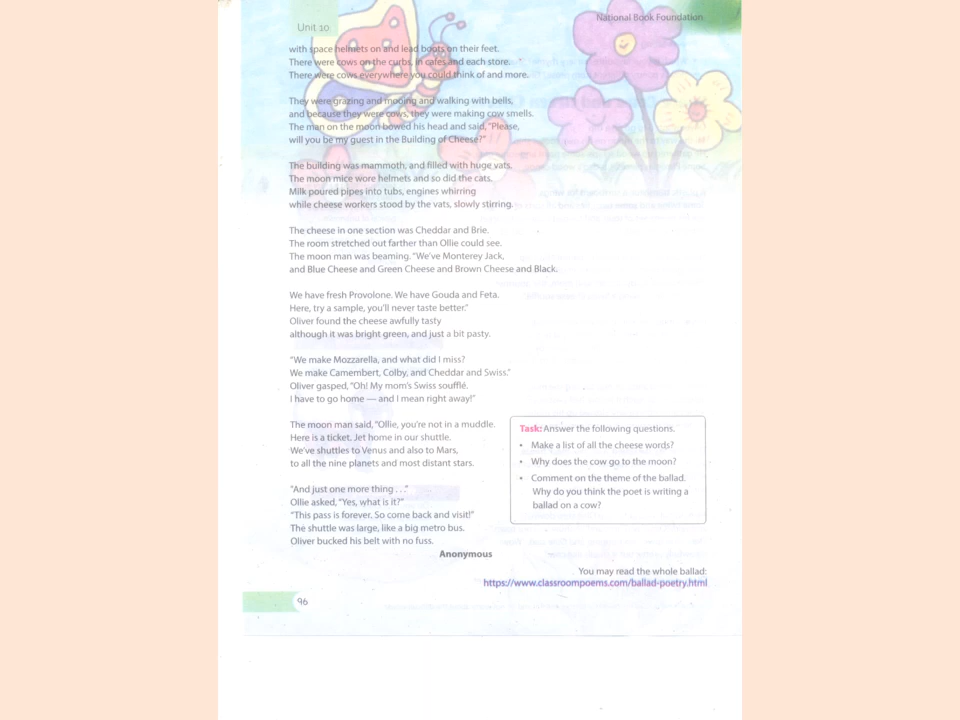 Unit 10
National Book Foundation
with space helmets on and lead boots on their feet.
There were cows on the curbs, in cafes and each store.
There were cows everywhere you could think of and more.
They were grazing and mooing and walking with bells,
and because they were cows, they were making cow smells.
The man on the moon bowed his head and said, "Please,
will you be my guest in the Building of Cheese?"
The building was mammoth, and filled with huge vats.
The moon mice wore helmets and so did the cats.
Milk poured pipes into tubs, engines whirring
while cheese workers stood by the vats, slowly stirring.
The cheese in one section was Cheddar and Brie.
The room stretched out farther than Ollie could see.
The moon man was beaming. "We've Monterey Jack,
and Blue Cheese and Green Cheese and Brown Cheese and Black.
We have fresh Provolone. We have Gouda and Feta.
Here, try a sample, you'll never taste better."
Oliver found the cheese awfully tasty
although it was bright green, and just a bit pasty.
"We make Mozzarella, and what did I miss?
We make Camembert, Colby, and Cheddar and Swiss."
Oliver gasped, "Oh! My mom's Swiss soufflé.
I have to go home — and I mean right away!"
The moon man said, "Ollie, you're not in a muddle.
Here is a ticket. Jet home in our shuttle.
We've shuttles to Venus and also to Mars,
to all the nine planets and most distant stars.
"And just one more thing . . ."
Ollie asked, "Yes, what is it?"
"This pass is forever. So come back and visit!"
The shuttle was large, like a big metro bus.
Oliver bucked his belt with no fuss.
Anonymous
Task: Answer the following questions.
• Make a list of all the cheese words?
• Why does the cow go to the moon?
• Comment on the theme of the ballad.
Why do you think the poet is writing a
ballad on a cow?
You may read the whole ballad:
https://www.classroompoems.com/ballad-poetry.html
96